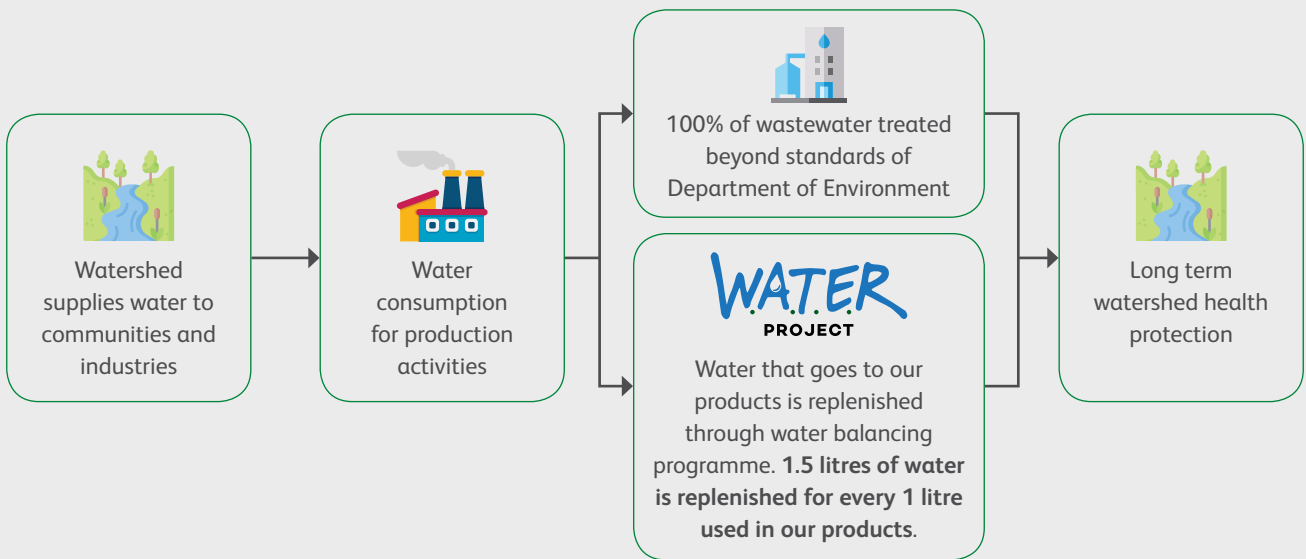 Watershed
supplies water to
communities and
industries
Water
consumption
for production
activities
100% of wastewater treated
beyond standards of
Department of Environment
W.A.T.E.R
PROJECT
Water that goes to our
products is replenished
through water balancing
programme. 1.5 litres of water
is replenished for every 1 litre
used in our products.
Long term
watershed health
protection